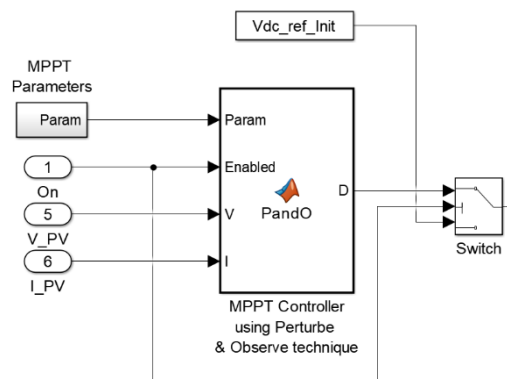 Vdc_ref_Init
MPPT
Parameters
Param
Param
1
On
Enabled
5
V_PV
V
6
I_PV
I
PandO
D
MPPT Controller
using Perturbe
& Observe technique
Switch